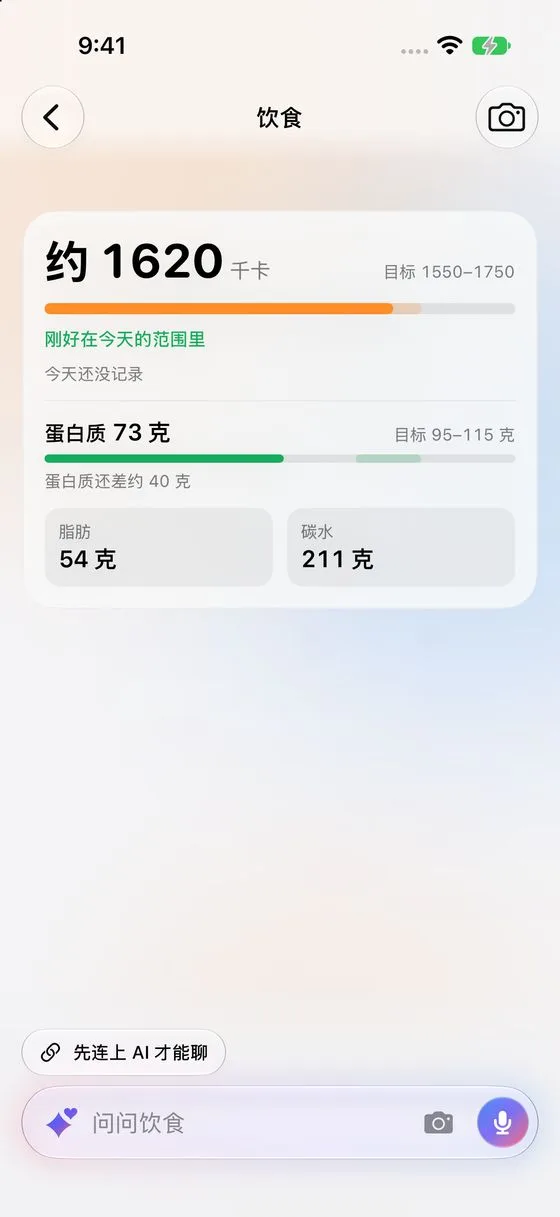 9:41
饮食
约 1620 千卡
目标 1550–1750
刚好在今天的范围里
今天还没记录
蛋白质 73 克
目标 95–115 克
蛋白质还差约 40 克
脂肪
54 克
碳水
211 克
先连上 AI 才能聊
问问饮食